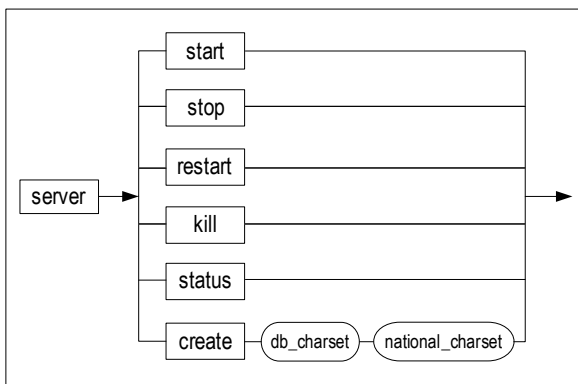 start
stop
restart
server
kill
status
create db_charset national_charset